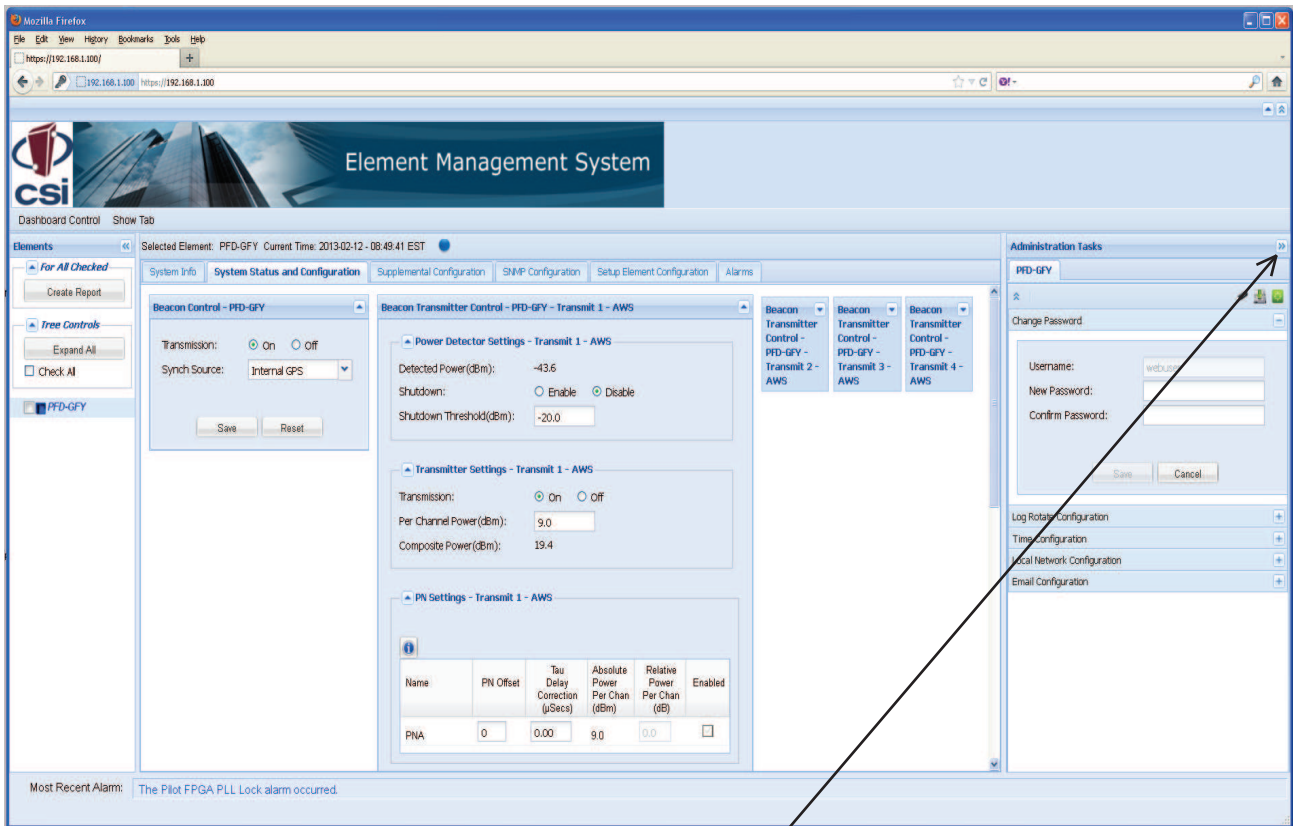 Mozilla Firefox
File Edit View History Bookmarks Tools Help
https://192.168.1.100/
192.168.1.100 https://192.168.1.100
csi
Element Management System
Dashboard Control Show Tab
Elements
For All Checked
Create Report
Tree Controls
Expand All
Check All
PFD-GFY
Selected Element: PFD-GFY Current Time: 2013-02-12 - 08:49:41 EST
System Info System Status and Configuration Supplemental Configuration SNMP Configuration Setup Element Configuration Alarms
Beacon Control - PFD-GFY
Transmission: On Off
Synch Source: Internal GPS
Save Reset
Beacon Transmitter Control - PFD-GFY - Transmit 1 - AWS
Power Detector Settings - Transmit 1 - AWS
Detected Power(dBm): -43.6
Shutdown: Enable Disable
Shutdown Threshold(dBm): -20.0
Transmitter Settings - Transmit 1 - AWS
Transmission: On Off
Per Channel Power(dBm): 9.0
Composite Power(dBm): 19.4
PN Settings - Transmit 1 - AWS
Name PN Offset Tau Delay Correction (µSecs) Absolute Power Per Chan (dBm) Relative Power Per Chan (dB) Enabled
PNA 0 0.00 9.0 0.0
Beacon Transmitter Control - PFD-GFY - Transmit 2 - AWS
Beacon Transmitter Control - PFD-GFY - Transmit 3 - AWS
Beacon Transmitter Control - PFD-GFY - Transmit 4 - AWS
Administration Tasks
PFD-GFY
Change Password
Username: webuser
New Password:
Confirm Password:
Save Cancel
Log Rotate Configuration
Time Configuration
Local Network Configuration
Email Configuration
Most Recent Alarm: The Pilot FPGA PLL Lock alarm occurred.